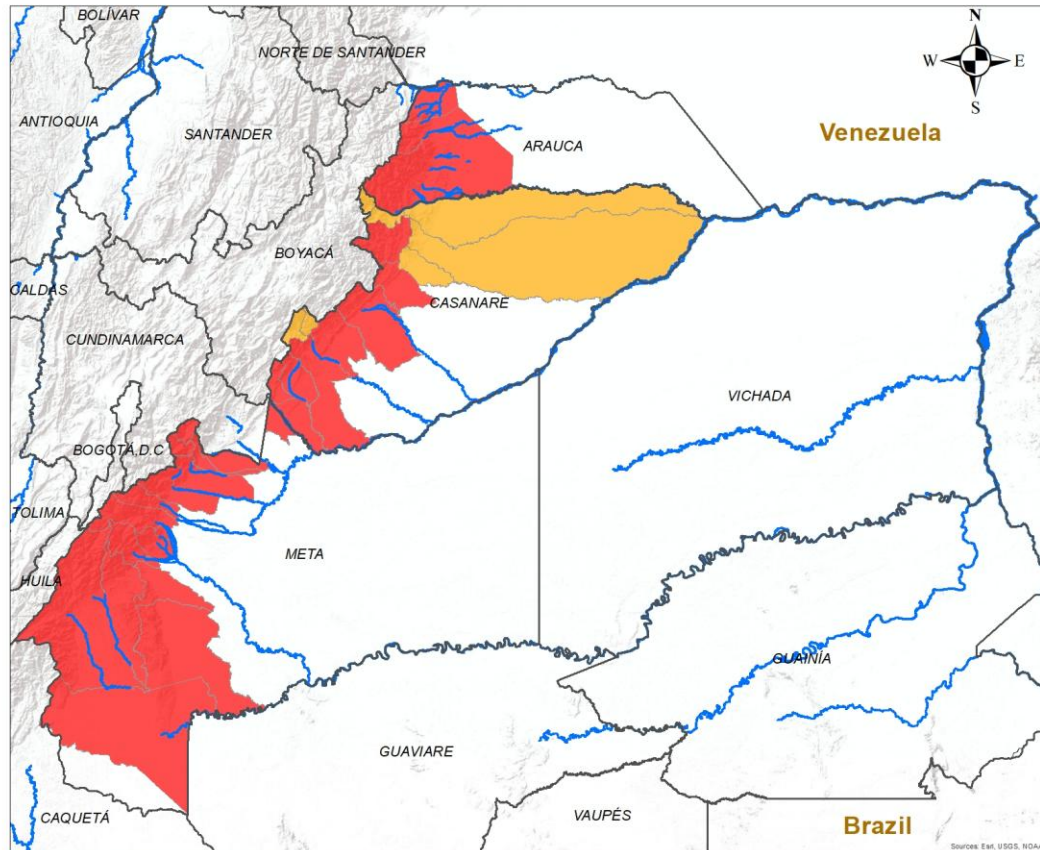 BOLÍVAR
N
NORTE DE SANTANDER
W E
S
ANTIOQUIA
SANTANDER
Venezuela
ARAUCA
BOYACÁ
CALDAS
CASANARE
CUNDINAMARCA
VICHADA
BOGOTÁ,D.C
TOLIMA
META
HUILA
GUAINÍA
GUAVIARE
CAQUETÁ
VAUPÉS
Brazil
Sources: Esri, USGS, NOAA